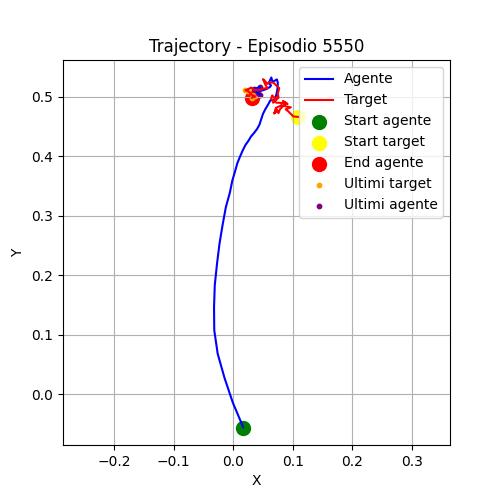 Trajectory - Episodio 5550
Agente
Target
Start agente
Start target
End agente
Ultimi target
Ultimi agente
0.5
0.4
0.3
0.2
0.1
0.0
Y
−0.2 −0.1 0.0 0.1 0.2 0.3
X